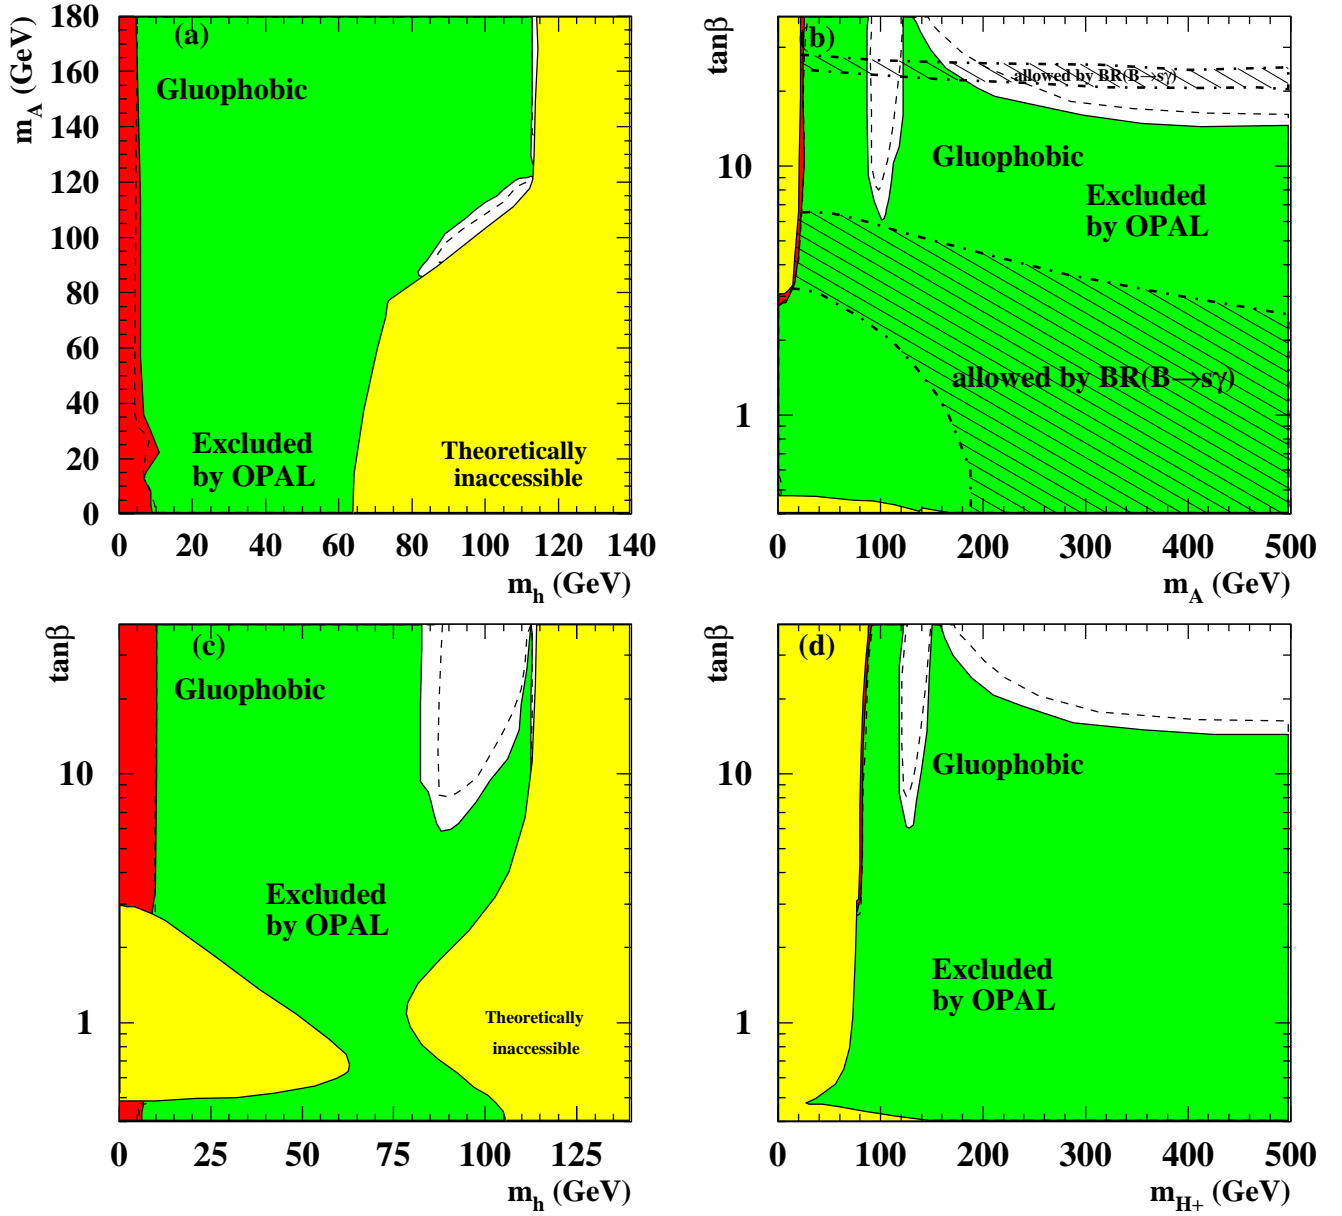 (a)
Gluophobic
Excluded
by OPAL
Theoretically
inaccessible
m_A (GeV)
180
160
140
120
100
80
60
40
20
0
0 20 40 60 80 100 120 140
m_h (GeV)
(b)
allowed by BR(B→sγ)
Gluophobic
Excluded
by OPAL
allowed by BR(B→sγ)
tanβ
10
1
0 100 200 300 400 500
m_A (GeV)
(c)
Gluophobic
Excluded
by OPAL
Theoretically
inaccessible
tanβ
10
1
0 25 50 75 100 125
m_h (GeV)
(d)
Gluophobic
Excluded
by OPAL
tanβ
10
1
0 100 200 300 400 500
m_H+ (GeV)